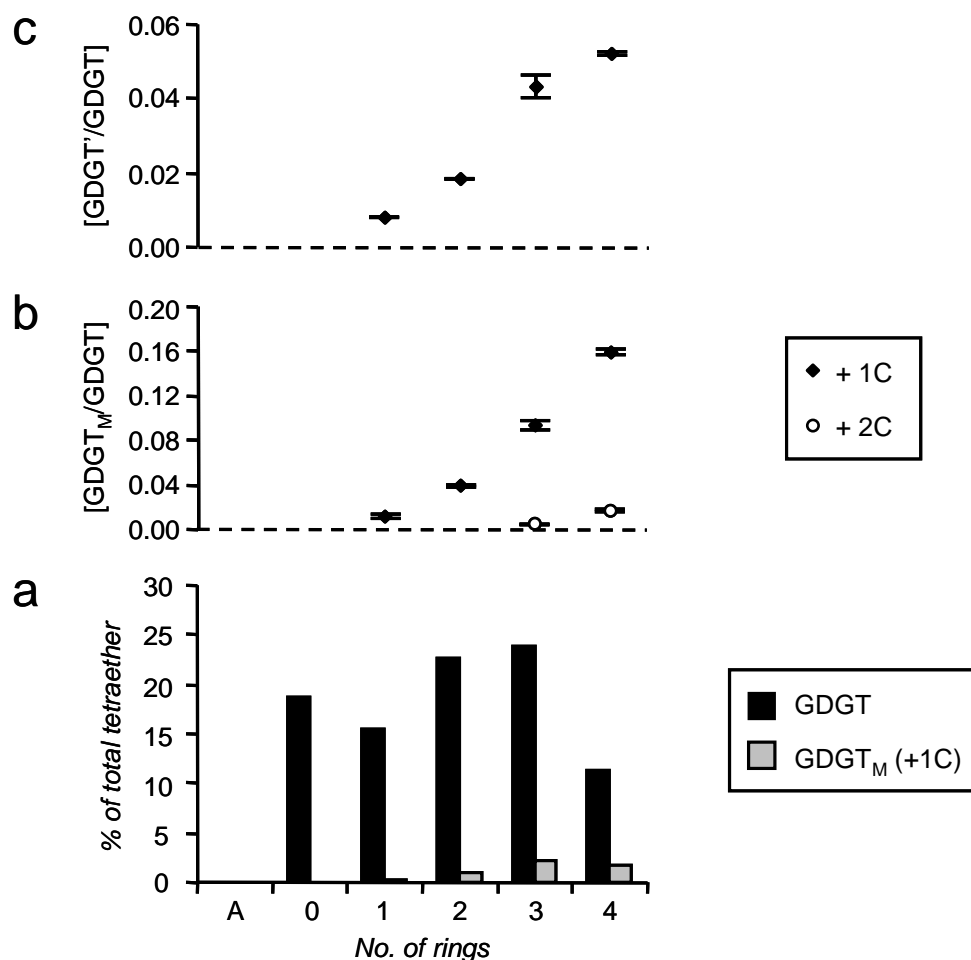 c
[GDGT'/GDGT]
0.06
0.04
0.02
0.00
b
[GDGTM/GDGT]
0.20
0.16
0.12
0.08
0.04
0.00
+ 1C
+ 2C
a
% of total tetraether
30
25
20
15
10
5
0
A 0 1 2 3 4
No. of rings
GDGT
GDGTM (+1C)